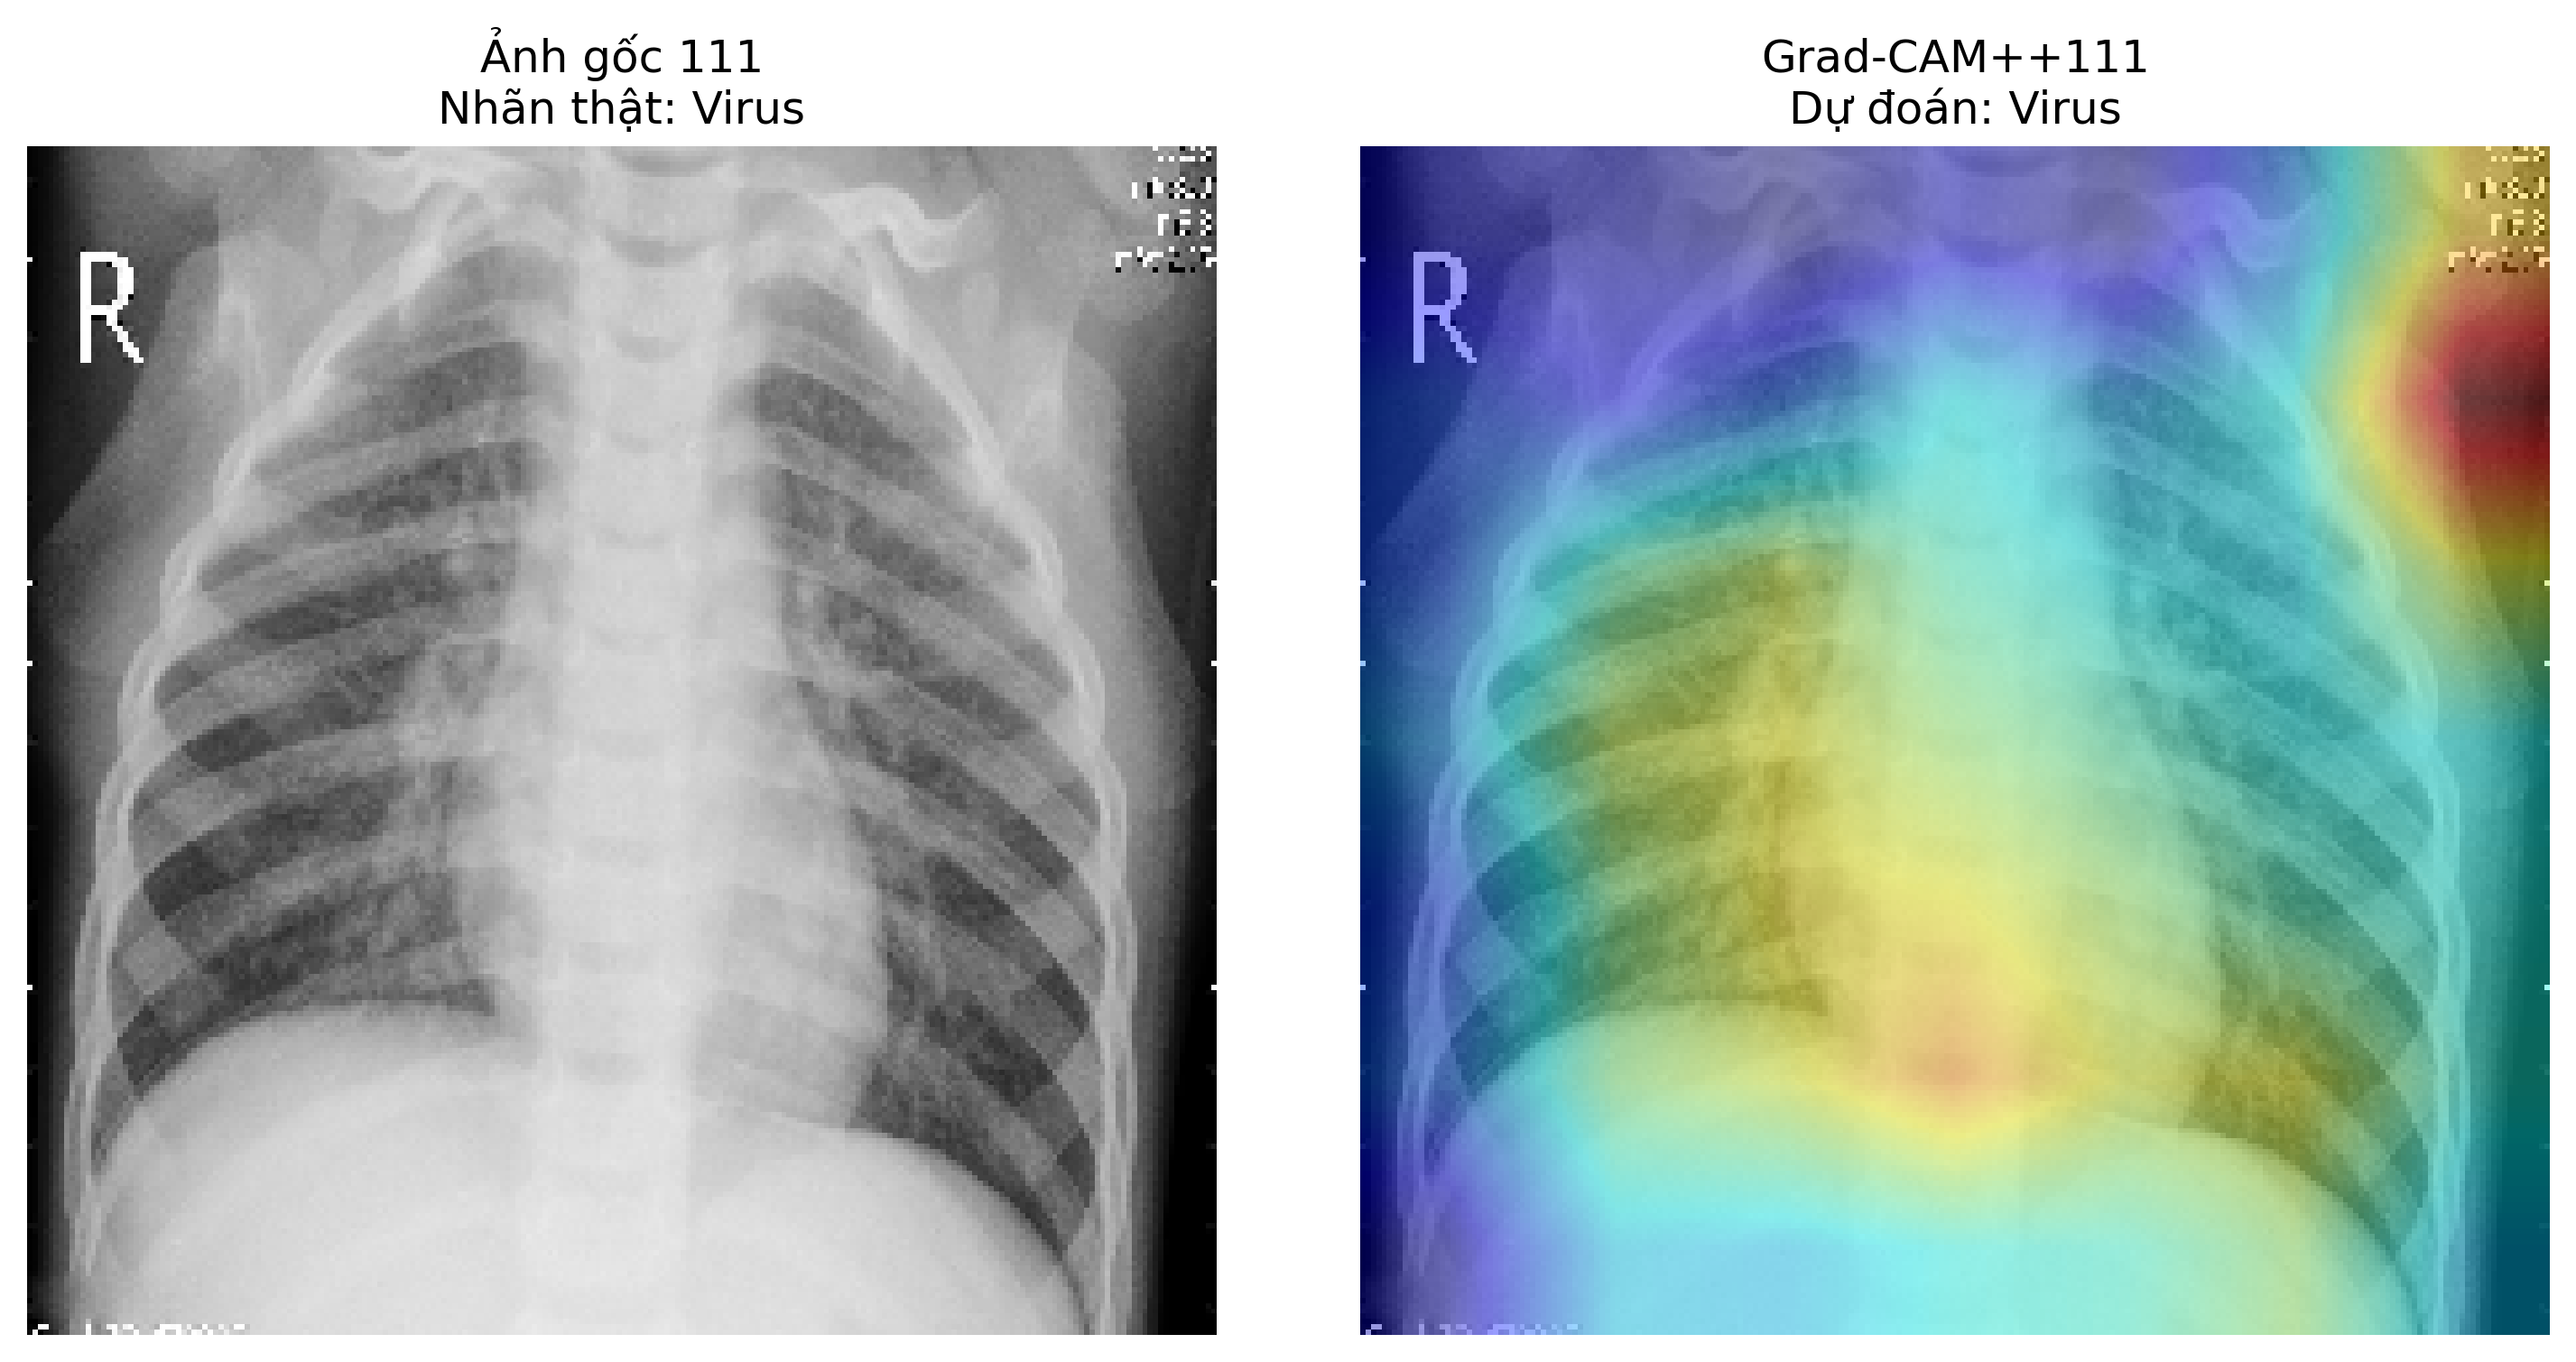 Ảnh gốc 111
Nhãn thật: Virus
Grad-CAM++111
Dự đoán: Virus
R
R